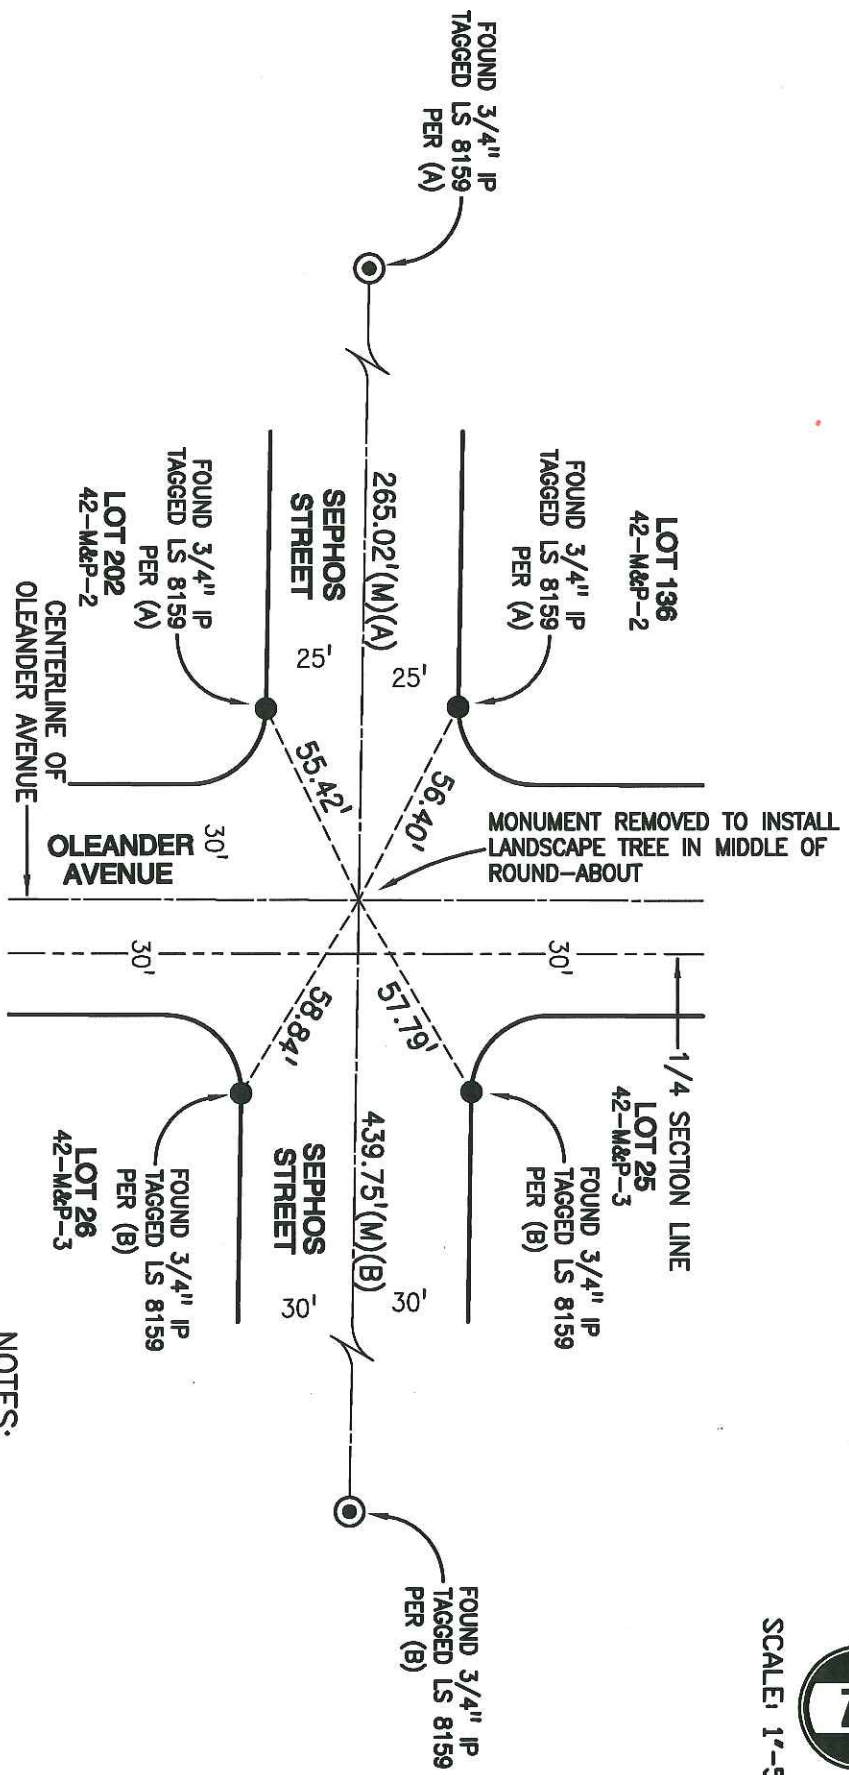 FOUND 3/4" IP
TAGGED LS 8159
PER (A)
LOT 136
42-M&P-2
FOUND 3/4" IP
TAGGED LS 8159
PER (A)
265.02'(M)(A)
25'
25'
SEPHOS
STREET
FOUND 3/4" IP
TAGGED LS 8159
PER (A)
LOT 202
42-M&P-2
CENTERLINE OF
OLEANDER AVENUE
56.40'
55.42'
MONUMENT REMOVED TO INSTALL
LANDSCAPE TREE IN MIDDLE OF
ROUND-ABOUT
30'
OLEANDER
AVENUE
30'
30'
57.79'
58.84'
1/4 SECTION LINE
LOT 25
42-M&P-3
FOUND 3/4" IP
TAGGED LS 8159
PER (B)
439.75'(M)(B)
30'
30'
SEPHOS
STREET
FOUND 3/4" IP
TAGGED LS 8159
PER (B)
LOT 26
42-M&P-3
FOUND 3/4" IP
TAGGED LS 8159
PER (B)
SCALE: 1"-5
NOTES: